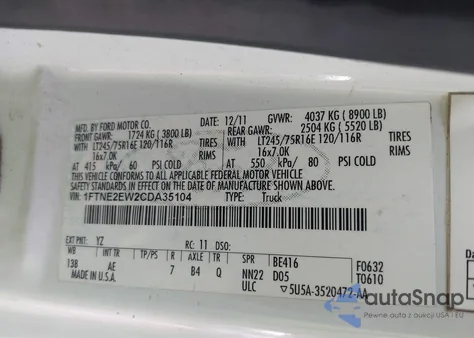 MFD. BY FORD MOTOR CO.
DATE: 12/11 GVWR: 4037 KG ( 8900 LB)
FRONT GAWR: 1724 KG ( 3800 LB) REAR GAWR: 2504 KG ( 5520 LB)
WITH LT245/75R16E 120/116R TIRES WITH LT245/75R16E 120/116R TIRES
16x7.0K RIMS 16x7.0K RIMS
AT 415 kPa/ 60 PSI COLD AT 550 kPa/ 80 PSI COLD
THIS VEHICLE CONFORMS TO ALL APPLICABLE FEDERAL MOTOR VEHICLE
SAFETY STANDARDS IN EFFECT ON THE DATE OF MANUFACTURE SHOWN ABOVE.
VIN: 1FTNE2EW2CDA35104 TYPE: Truck
EXT PNT: YZ RC: 11 DSO:
WB INT TR TP/PS R AXLE TR SPR BE416 F0632
138 AE 7 B4 Q NN22 D05 T0610
MADE IN U.S.A. ULC 5U5A-3520472-AA
autaSnap
Pewne auto z aukcji w USA